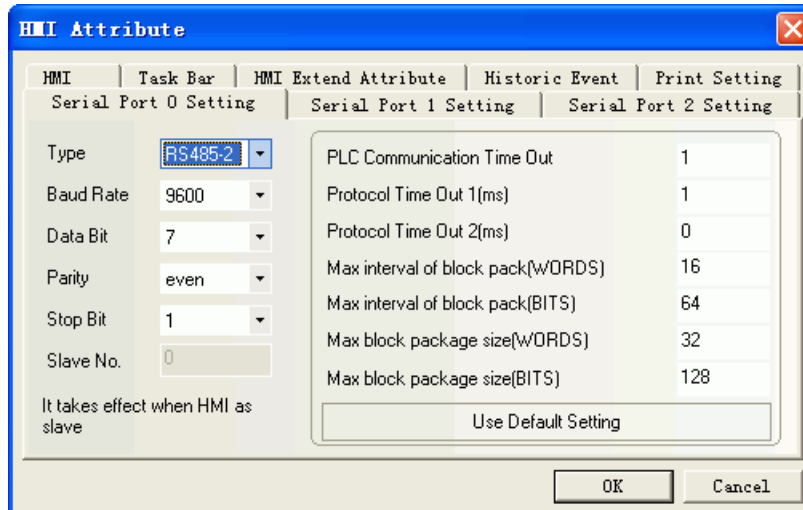 HMI Attribute
HMI Task Bar HMI Extend Attribute Historic Event Print Setting
Serial Port 0 Setting Serial Port 1 Setting Serial Port 2 Setting
Type RS485-2
Baud Rate 9600
Data Bit 7
Parity even
Stop Bit 1
Slave No. 0
It takes effect when HMI as
slave
PLC Communication Time Out 1
Protocol Time Out 1(ms) 1
Protocol Time Out 2(ms) 0
Max interval of block pack(WORDS) 16
Max interval of block pack(BITS) 64
Max block package size(WORDS) 32
Max block package size(BITS) 128
Use Default Setting
OK Cancel